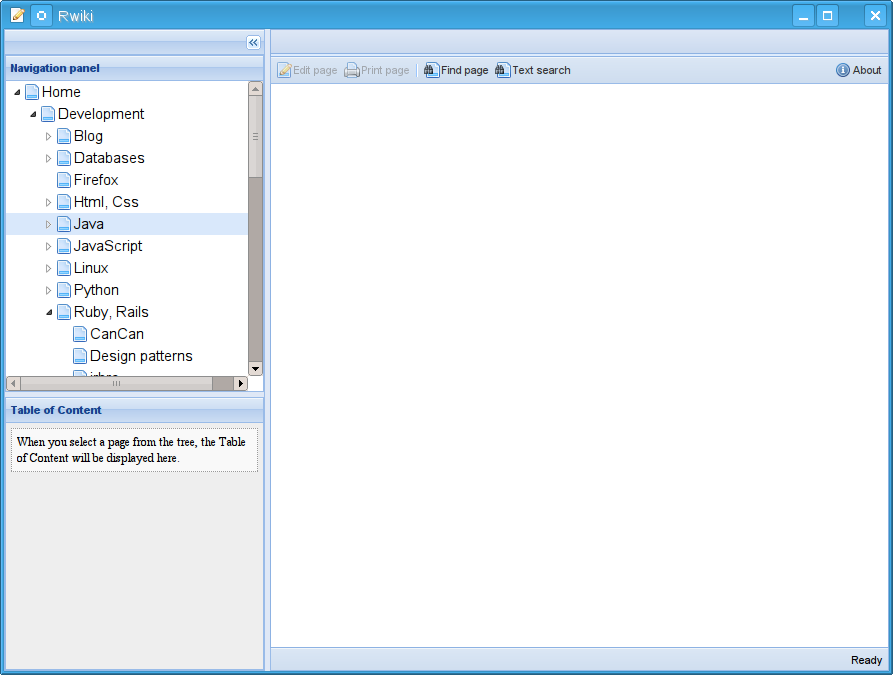 Rwiki
Navigation panel
Edit page Print page Find page Text search About
Home
Development
Blog
Databases
Firefox
Html, Css
Java
JavaScript
Linux
Python
Ruby, Rails
CanCan
Design patterns
Table of Content
When you select a page from the tree, the Table
of Content will be displayed here.
Ready